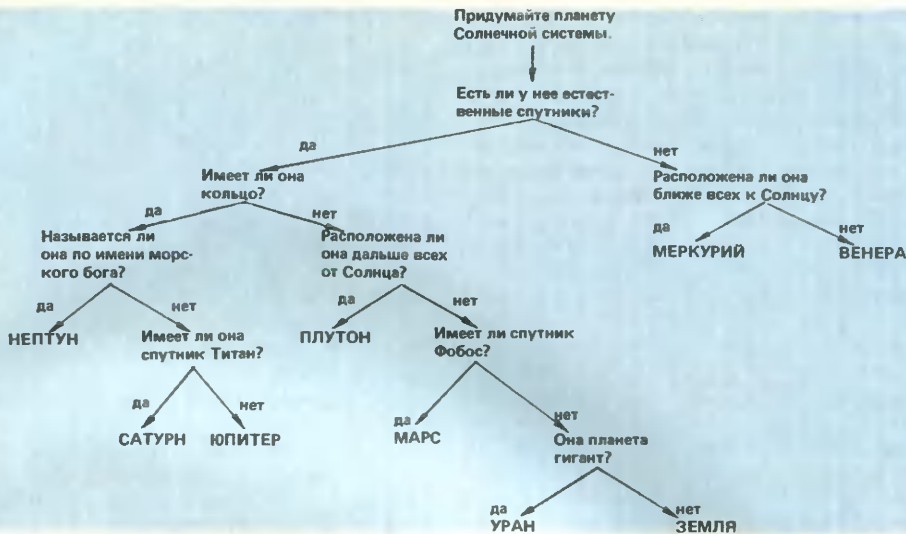 Придумайте планету
Солнечной системы.
Есть ли у нее естест-
венные спутники?
да
нет
Имеет ли она
кольцо?
Расположена ли она
ближе всех к Солнцу?
да
нет
да
нет
Называется ли
она по имени морс-
кого бога?
Расположена ли
она дальше всех
от Солнца?
МЕРКУРИЙ
ВЕНЕРА
да
нет
да
нет
НЕПТУН
Имеет ли она
спутник Титан?
ПЛУТОН
Имеет ли спутник
Фобос?
да
нет
да
нет
САТУРН
ЮПИТЕР
МАРС
Она планета
гигант?
да
нет
УРАН
ЗЕМЛЯ